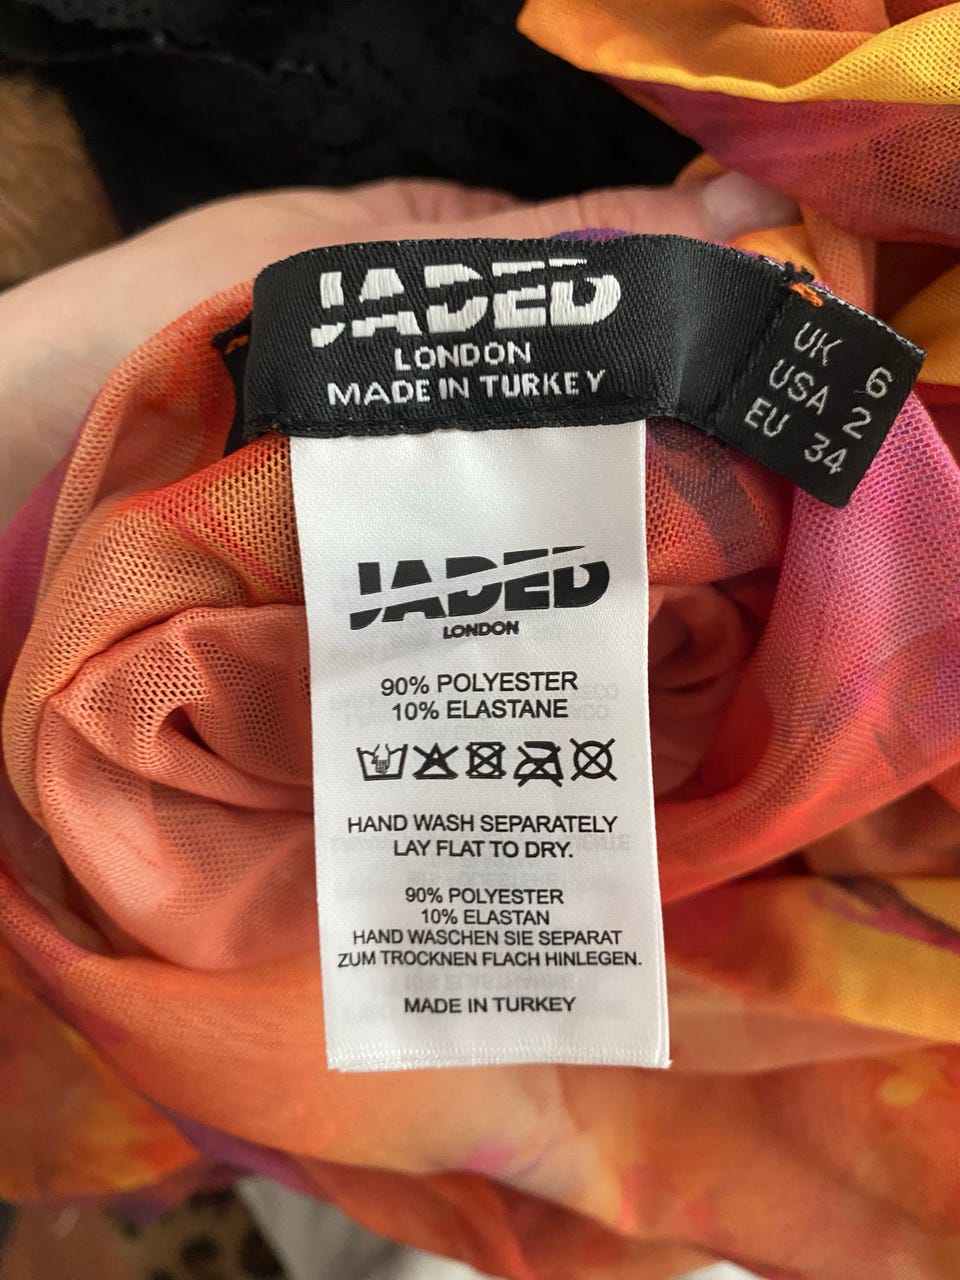 JADED
LONDON
MADE IN TURKEY
UK 6
USA 2
EU 34
JADED
LONDON
90% POLYESTER
10% ELASTANE
HAND WASH SEPARATELY
LAY FLAT TO DRY.
90% POLYESTER
10% ELASTAN
HAND WASCHEN SIE SEPARAT
ZUM TROCKNEN FLACH HINLEGEN.
MADE IN TURKEY